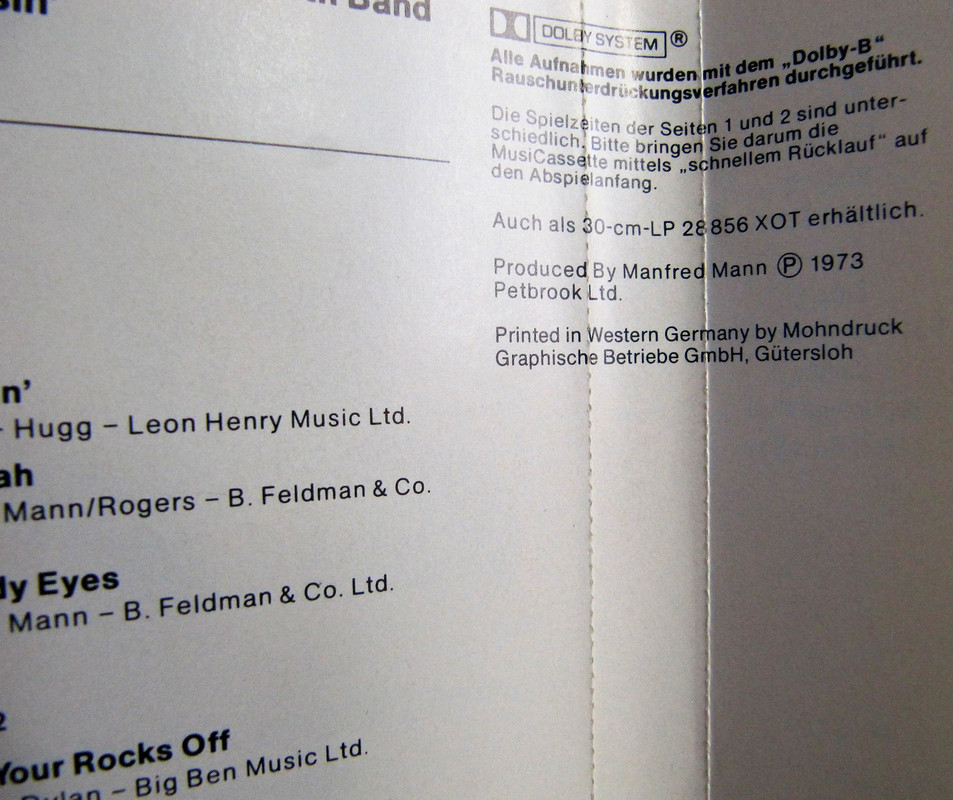 Band
n’
Hugg – Leon Henry Music Ltd.
ah
Mann/Rogers – B. Feldman & Co.
dy Eyes
Mann – B. Feldman & Co. Ltd.
2
Your Rocks Off
Dylan – Big Ben Music Ltd.
DOLBY SYSTEM ®
Alle Aufnahmen wurden mit dem „Dolby-B“
Rauschunterdrückungsverfahren durchgeführt.
Die Spielzeiten der Seiten 1 und 2 sind unter-
schiedlich. Bitte bringen Sie darum die
MusiCassette mittels „schnellem Rücklauf“ auf
den Abspielanfang.
Auch als 30-cm-LP 28 856 XOT erhältlich.
Produced By Manfred Mann Ⓟ 1973
Petbrook Ltd.
Printed in Western Germany by Mohndruck
Graphische Betriebe GmbH, Gütersloh